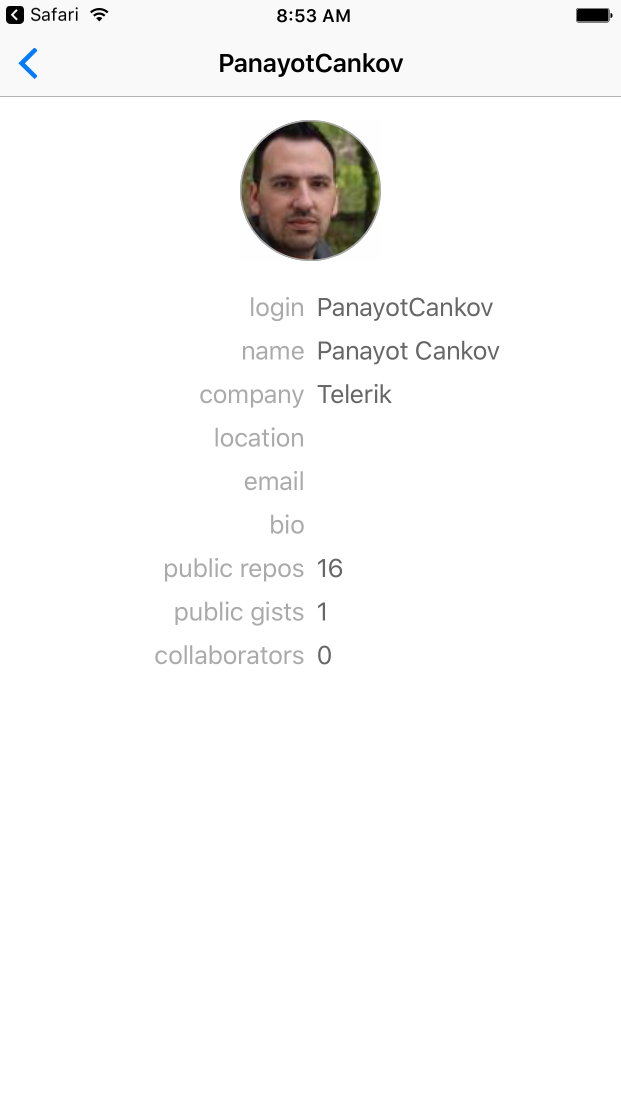 Safari 8:53 AM
PanayotCankov
login PanayotCankov
name Panayot Cankov
company Telerik
location
email
bio
public repos 16
public gists 1
collaborators 0